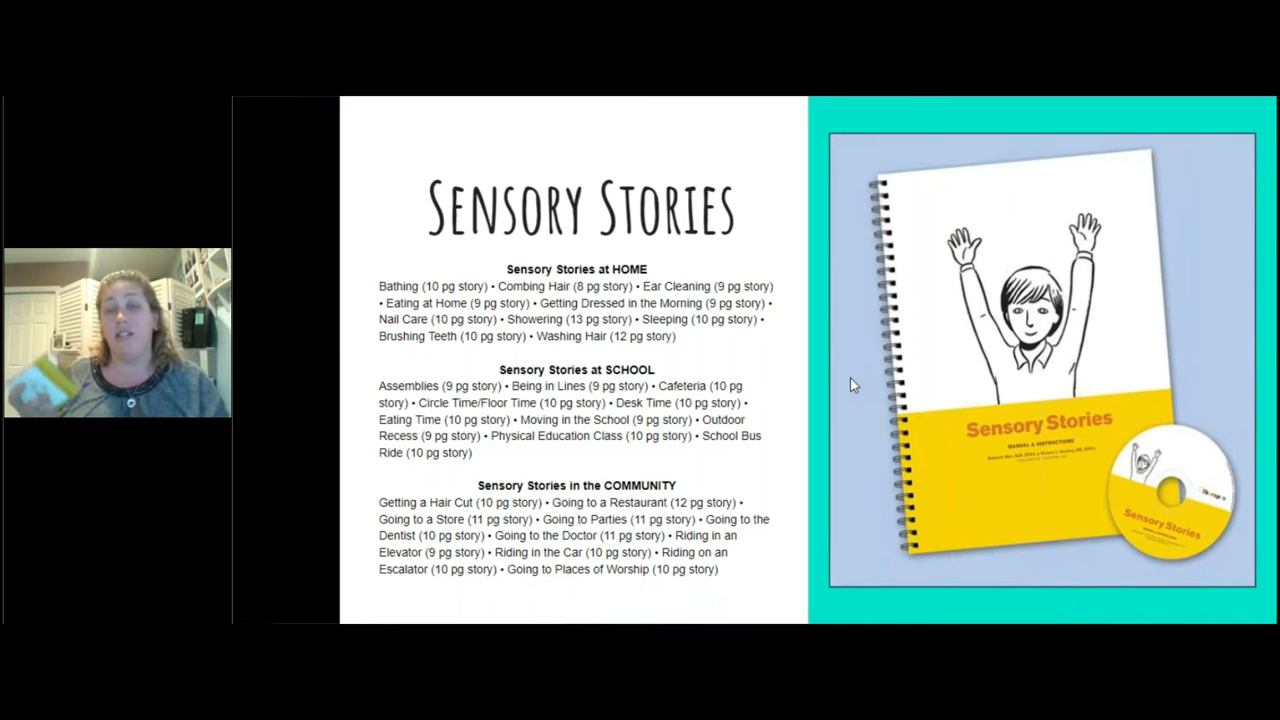 SENSORY STORIES
Sensory Stories at HOME
Bathing (10 pg story) • Combing Hair (8 pg story) • Ear Cleaning (9 pg story)
• Eating at Home (9 pg story) • Getting Dressed in the Morning (9 pg story) •
Nail Care (10 pg story) • Showering (13 pg story) • Sleeping (10 pg story) •
Brushing Teeth (10 pg story) • Washing Hair (12 pg story)
Sensory Stories at SCHOOL
Assemblies (9 pg story) • Being in Lines (9 pg story) • Cafeteria (10 pg
story) • Circle Time/Floor Time (10 pg story) • Desk Time (10 pg story) •
Eating Time (10 pg story) • Moving in the School (9 pg story) • Outdoor
Recess (9 pg story) • Physical Education Class (10 pg story) • School Bus
Ride (10 pg story)
Sensory Stories in the COMMUNITY
Getting a Hair Cut (10 pg story) • Going to a Restaurant (12 pg story) •
Going to a Store (11 pg story) • Going to Parties (11 pg story) • Going to the
Dentist (10 pg story) • Going to the Doctor (11 pg story) • Riding in an
Elevator (9 pg story) • Riding in the Car (10 pg story) • Riding on an
Escalator (10 pg story) • Going to Places of Worship (10 pg story)
Sensory Stories
MANUAL & INSTRUCTIONS
Sensory Stories